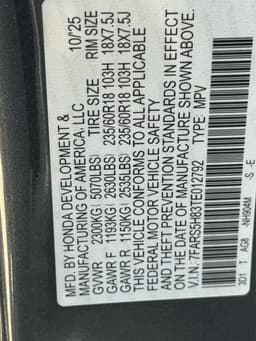 MFD. BY HONDA DEVELOPMENT & 10/25
MANUFACTURING OF AMERICA, LLC
TIRE SIZE RIM SIZE
GVWR 2300KG( 5070LBS)
GAWR F 1193KG( 2630LBS) 235/60R18 103H 18X7.5J
GAWR R 1150KG( 2535LBS) 235/60R18 103H 18X7.5J
THIS VEHICLE CONFORMS TO ALL APPLICABLE
FEDERAL MOTOR VEHICLE SAFETY
AND THEFT PREVENTION STANDARDS IN EFFECT
ON THE DATE OF MANUFACTURE SHOWN ABOVE.
V.I.N.: 7FARS5H83TE012792 TYPE: MPV
3D1 T AG8 -NH904M -S -E